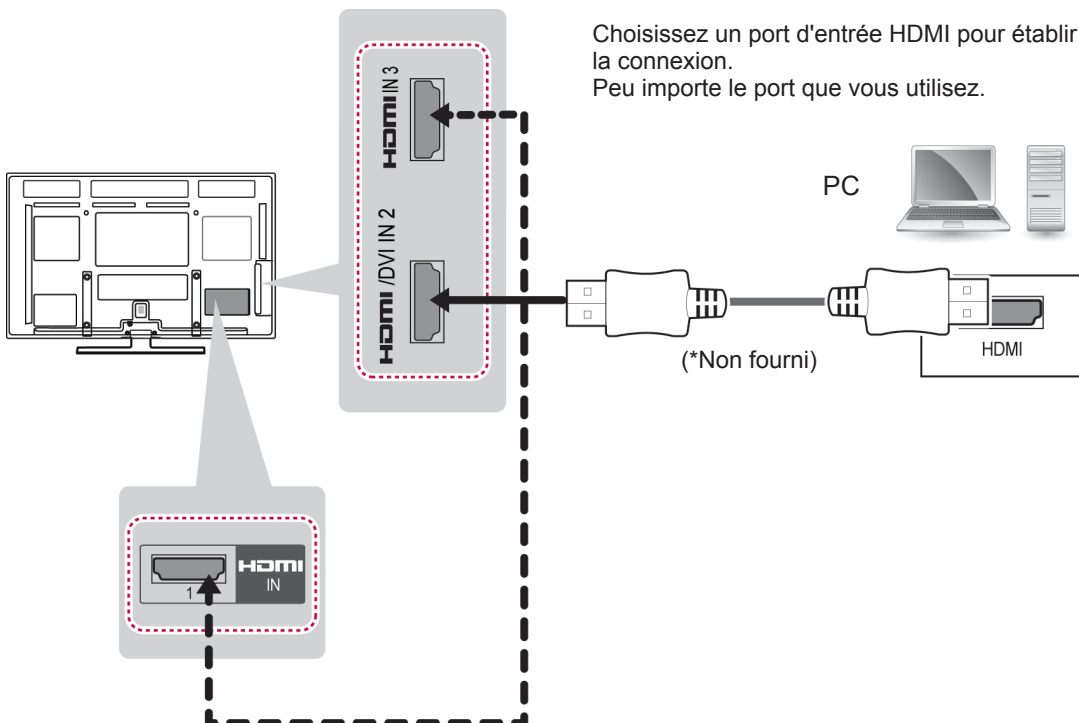 Choisissez un port d'entrée HDMI pour établir
la connexion.
Peu importe le port que vous utilisez.
HDMI IN 3
HDMI /DVI IN 2
PC
(*Non fourni)
HDMI
1
HDMI
IN